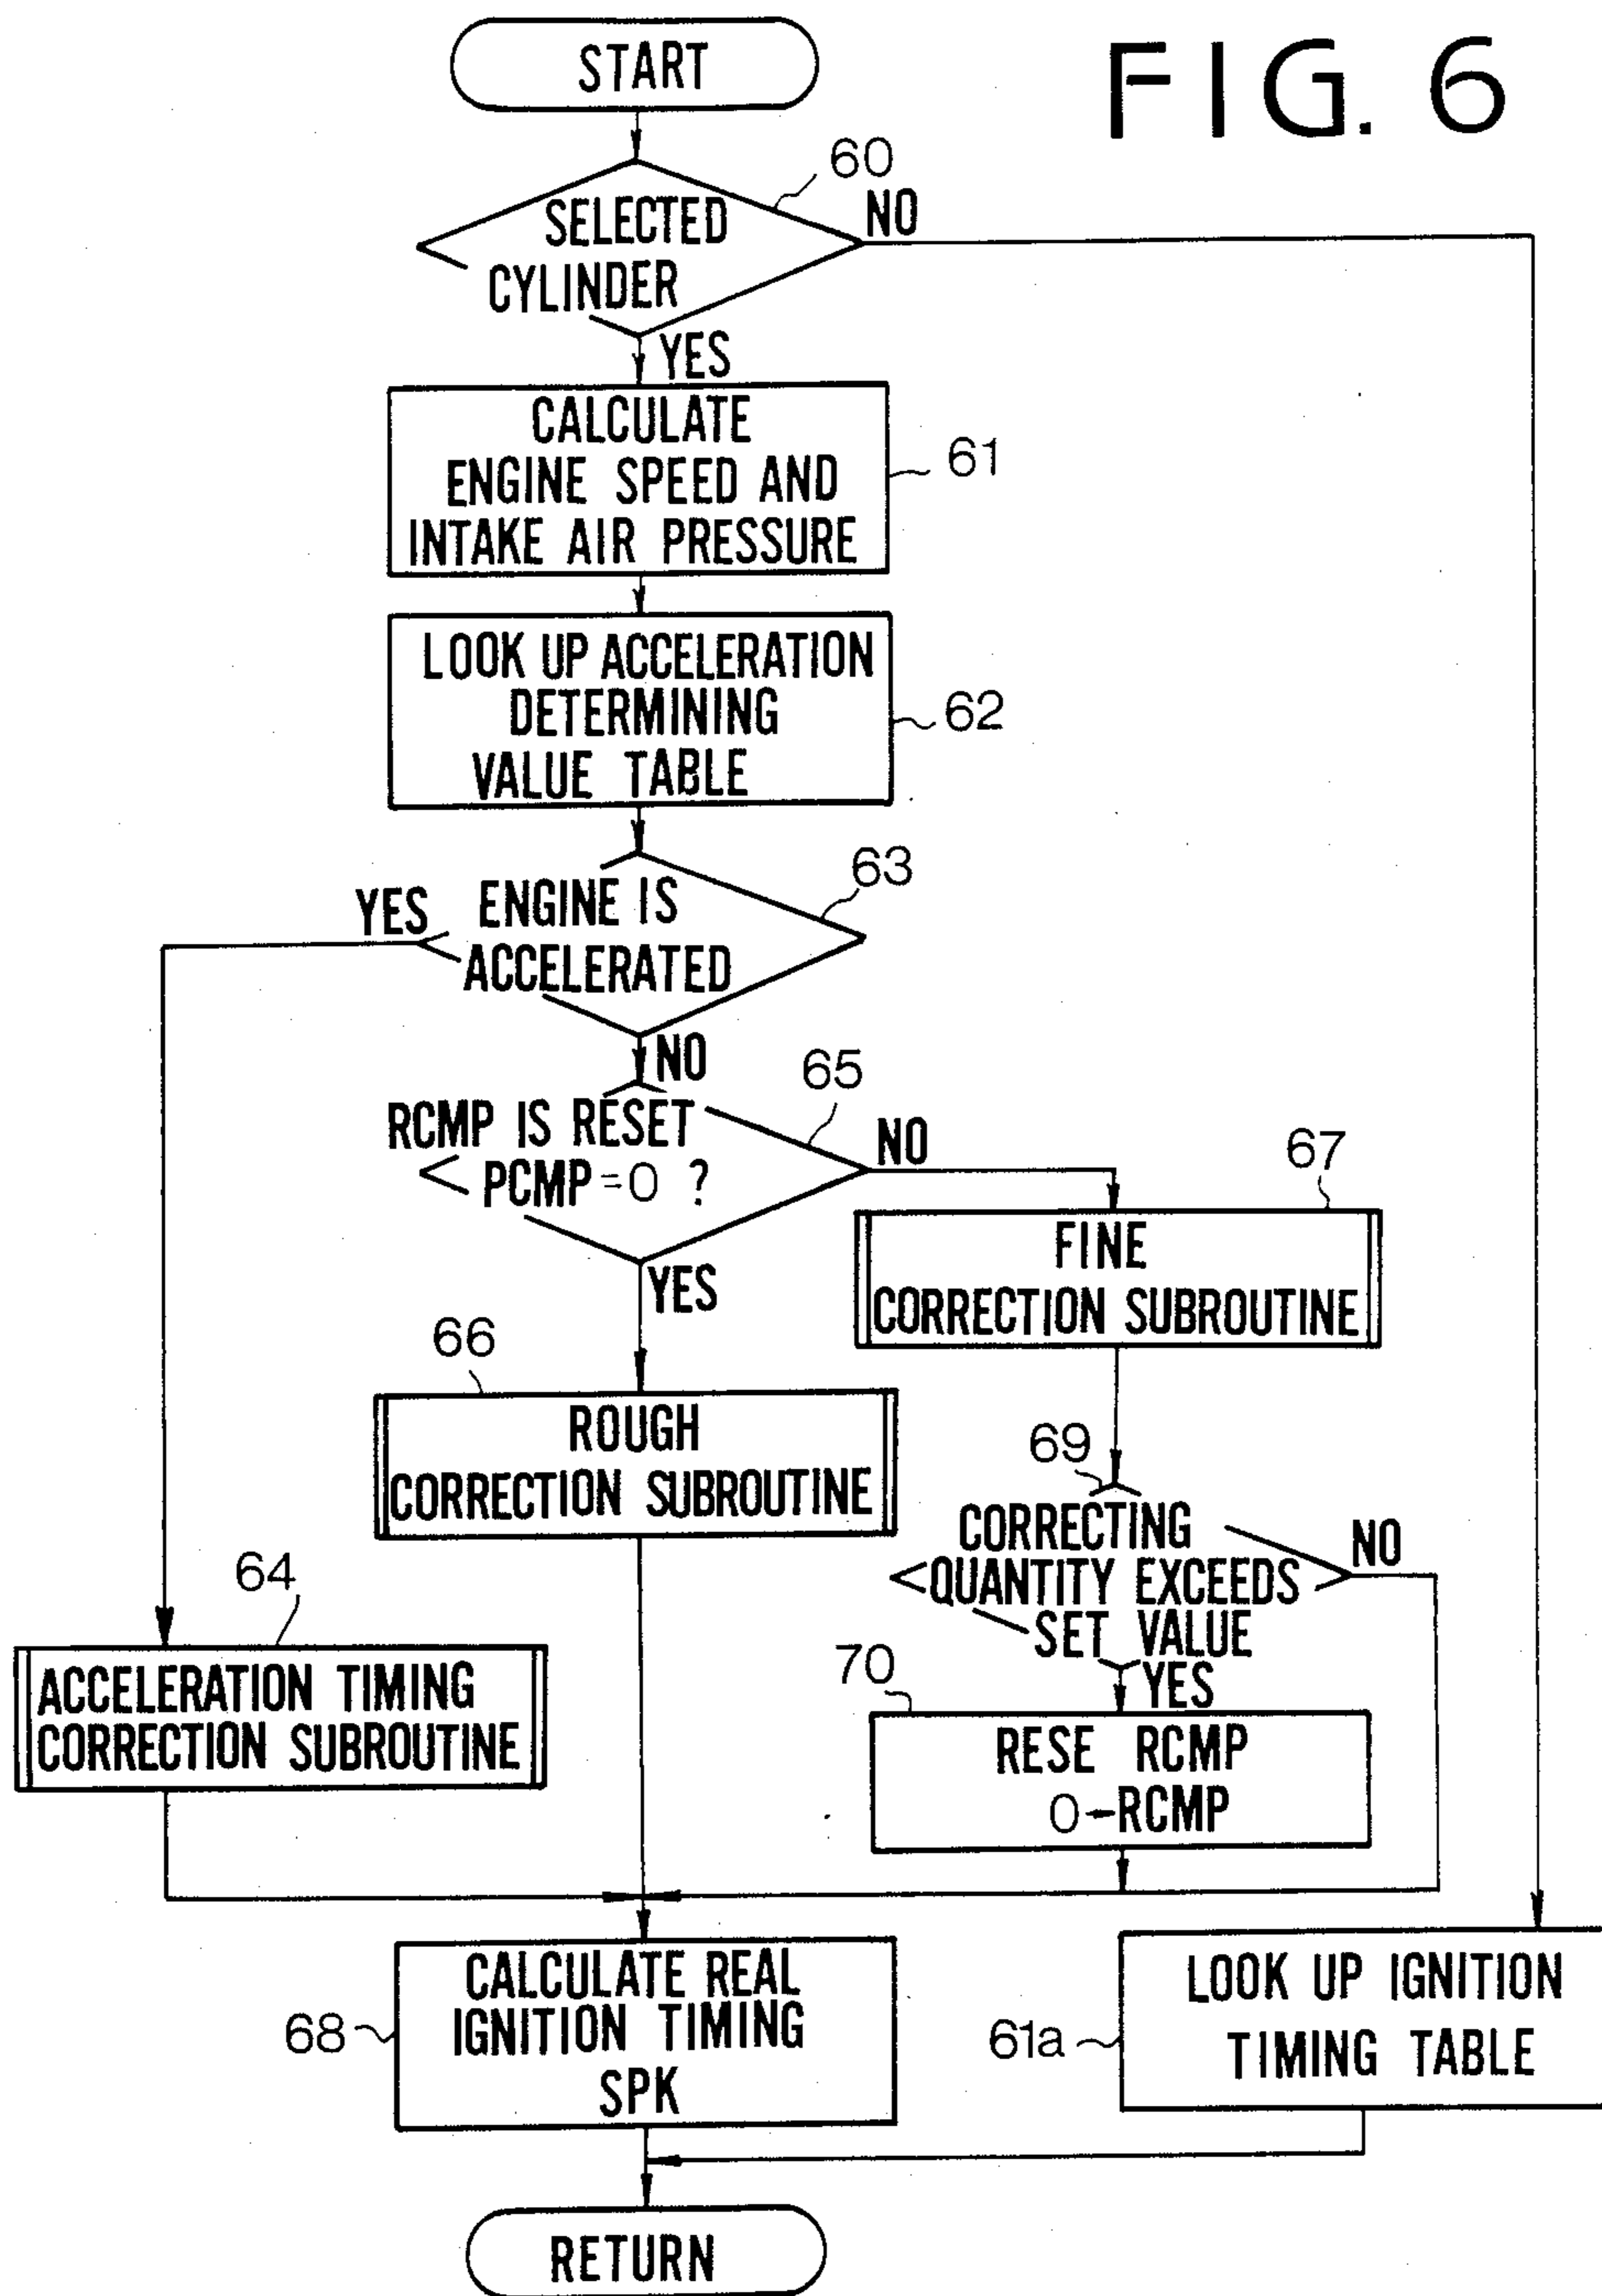 FIG. 6
START
60
SELECTED
CYLINDER
NO
YES
CALCULATE
ENGINE SPEED AND
INTAKE AIR PRESSURE
61
LOOK UP ACCELERATION
DETERMINING
VALUE TABLE
62
63
YES
ENGINE IS
ACCELERATED
NO
65
RCMP IS RESET
PCMP=0 ?
NO
YES
67
FINE
CORRECTION SUBROUTINE
66
ROUGH
CORRECTION SUBROUTINE
69
CORRECTING
QUANTITY EXCEEDS
SET VALUE
NO
YES
64
ACCELERATION TIMING
CORRECTION SUBROUTINE
70
RESE RCMP
0←RCMP
68
CALCULATE REAL
IGNITION TIMING
SPK
61a
LOOK UP IGNITION
TIMING TABLE
RETURN